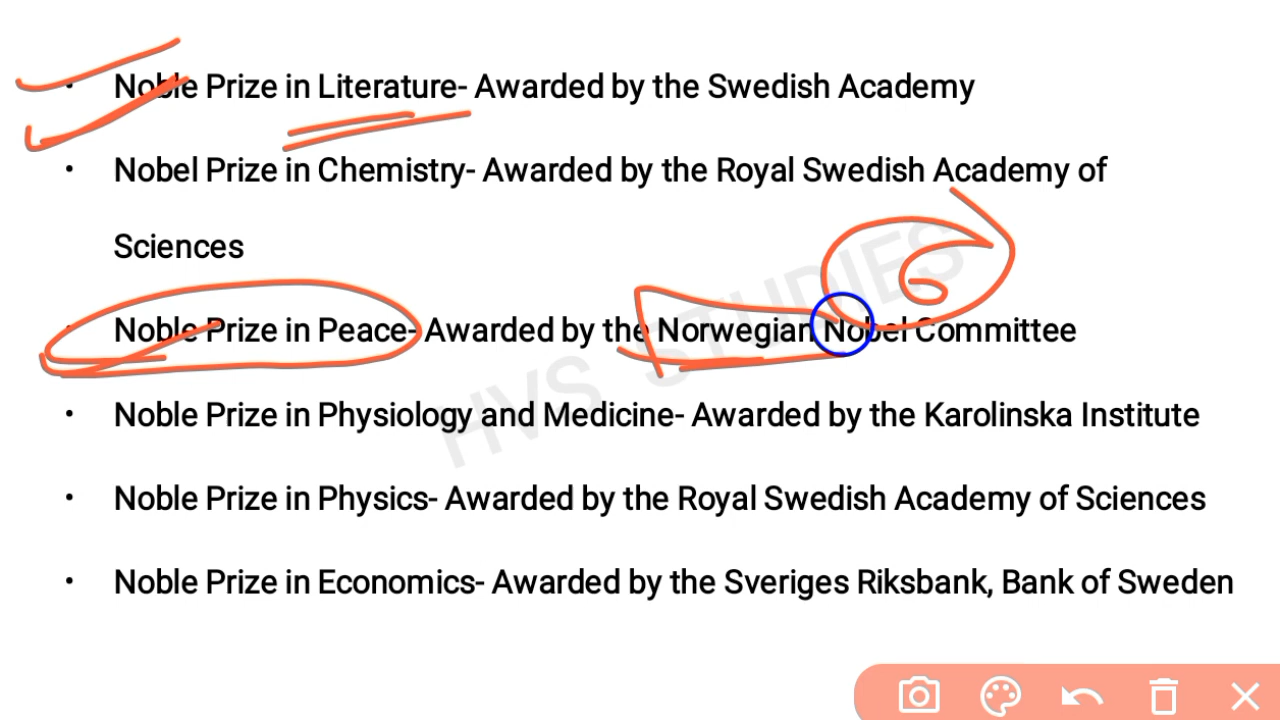 Noble Prize in Literature- Awarded by the Swedish Academy
Nobel Prize in Chemistry- Awarded by the Royal Swedish Academy of
Sciences
Noble Prize in Peace- Awarded by the Norwegian Nobel Committee
HVS STUDIES
Noble Prize in Physiology and Medicine- Awarded by the Karolinska Institute
Noble Prize in Physics- Awarded by the Royal Swedish Academy of Sciences
Noble Prize in Economics- Awarded by the Sveriges Riksbank, Bank of Sweden